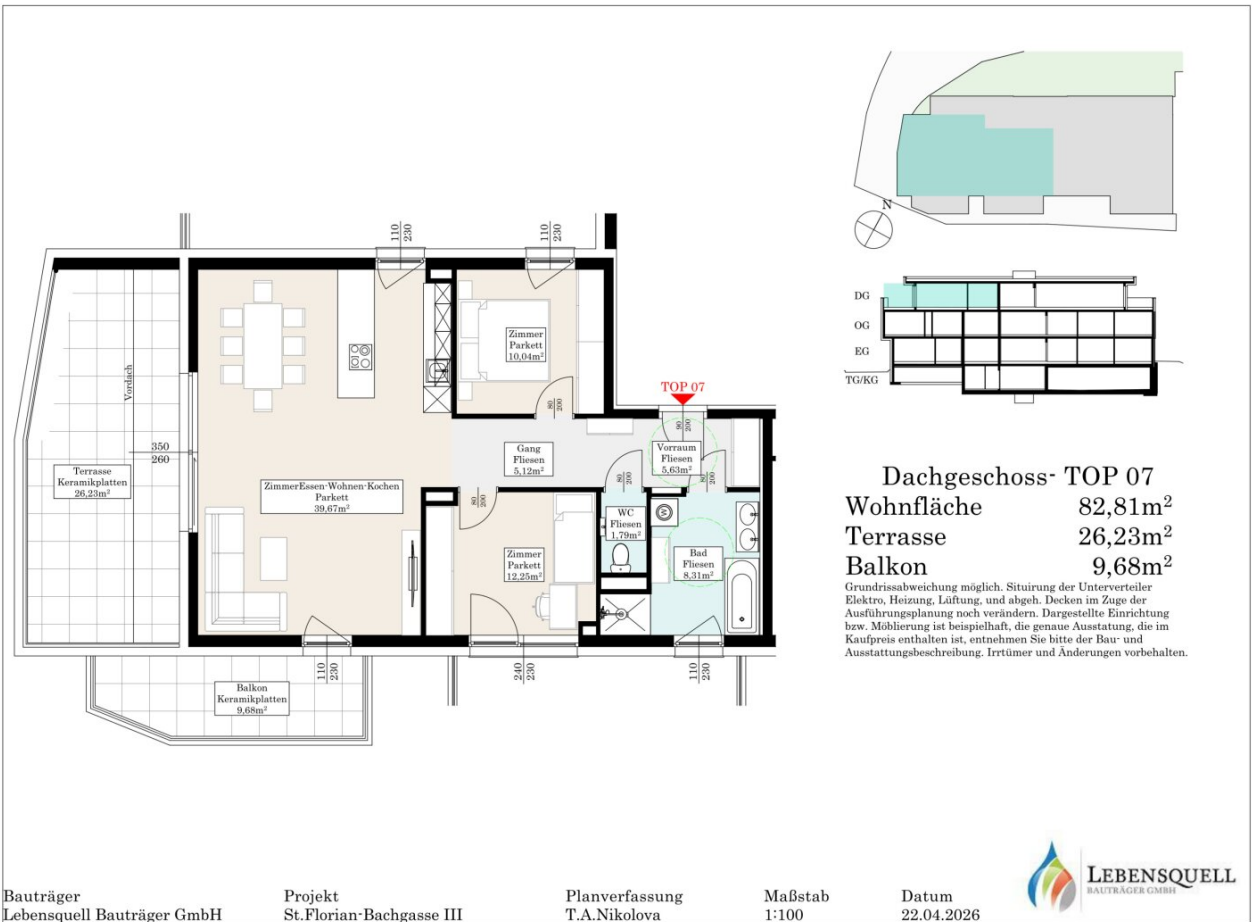 N
DG
OG
EG
TG/KG
110
230
110
230
Vordach
350
260
Terrasse
Keramikplatten
26,23m²
ZimmerEssen-Wohnen-Kochen
Parkett
39,67m²
Zimmer
Parkett
10,04m²
80
200
TOP 07
90
200
Gang
Fliesen
5,12m²
Vorraum
Fliesen
5,63m²
80
200
80
200
80
200
WC
Fliesen
1,79m²
W
Zimmer
Parkett
12,25m²
Bad
Fliesen
8,31m²
110
230
240
230
110
230
Balkon
Keramikplatten
9,68m²
Dachgeschoss- TOP 07
Wohnfläche 82,81m²
Terrasse 26,23m²
Balkon 9,68m²
Grundrissabweichung möglich. Situirung der Unterverteiler
Elektro, Heizung, Lüftung, und abgeh. Decken im Zuge der
Ausführungsplanung noch verändern. Dargestellte Einrichtung
bzw. Möblierung ist beispielhaft, die genaue Ausstatung, die im
Kaufpreis enthalten ist, entnehmen Sie bitte der Bau- und
Ausstattungsbeschreibung. Irrtümer und Änderungen vorbehalten.
LEBENSQUELL
BAUTRÄGER GMBH
Bauträger
Lebensquell Bauträger GmbH
Projekt
St.Florian-Bachgasse III
Planverfassung
T.A.Nikolova
Maßstab
1:100
Datum
22.04.2026